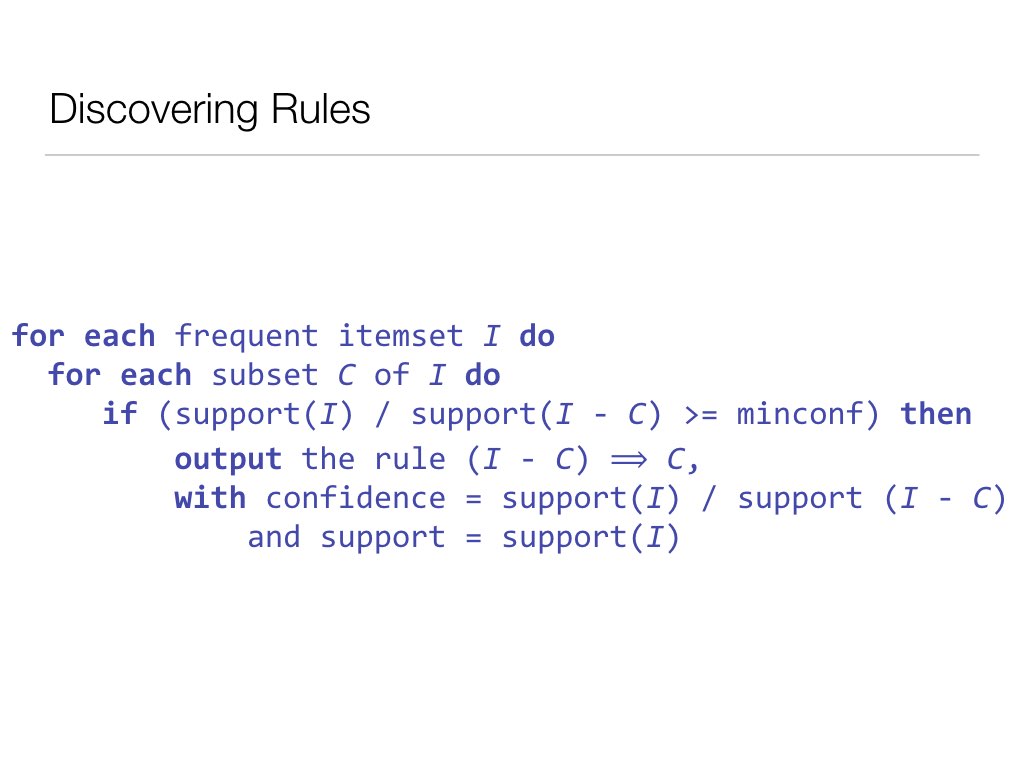 Discovering Rules
for each frequent itemset I do
for each subset C of I do
if (support(I) / support(I - C) >= minconf) then
output the rule (I - C) ⟹ C,
with confidence = support(I) / support (I - C)
and support = support(I)